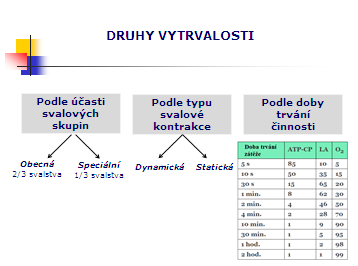 DRUHY VYTRVALOSTI
Podle účasti
svalových
skupin
Podle typu
svalové
kontrakce
Podle doby
trvání
činnosti
Obecná
2/3 svalstva
Speciální
1/3 svalstva
Dynamická
Statická
Doba trvání
zátěže ATP-CP LA O₂
5 s 85 10 5
10 s 50 35 15
30 s 15 65 20
1 min. 8 62 30
2 min. 4 46 50
4 min. 2 28 70
10 min. 1 9 90
30 min. 1 5 95
1 hod. 1 2 98
2 hod. 1 1 99